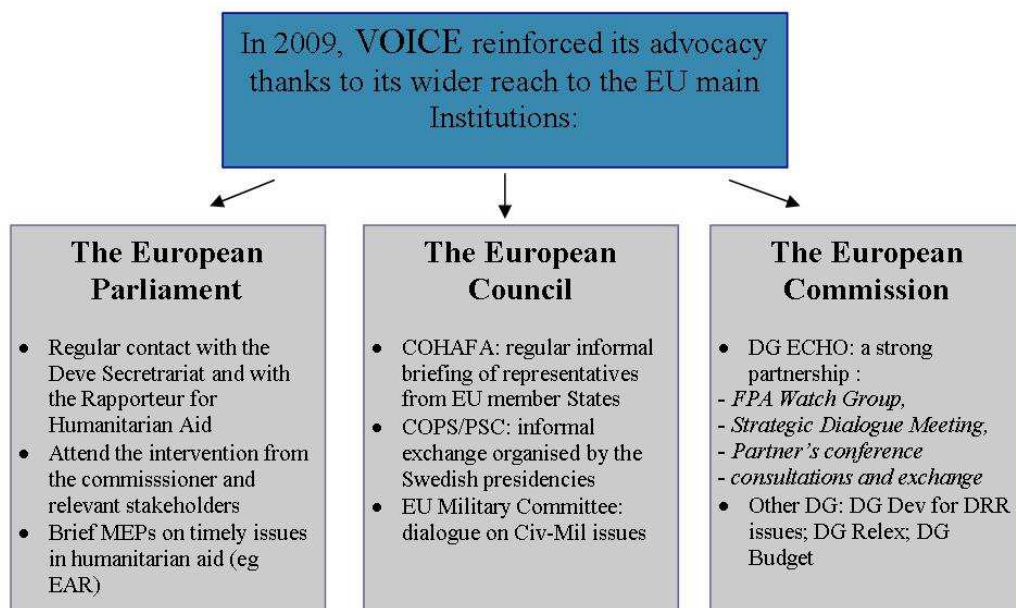 In 2009, VOICE reinforced its advocacy
thanks to its wider reach to the EU main
Institutions:
The European
Parliament
• Regular contact with the
Deve Secretrariat and with
the Rapporteur for
Humanitarian Aid
• Attend the intervention from
the commisssioner and
relevant stakeholders
• Brief MEPs on timely issues
in humanitarian aid (eg
EAR)
The European
Council
• COHAFA: regular informal
briefing of representatives
from EU member States
• COPS/PSC: informal
exchange organised by the
Swedish presidencies
• EU Military Committee:
dialogue on Civ-Mil issues
The European
Commission
• DG ECHO: a strong
partnership :
- FPA Watch Group,
- Strategic Dialogue Meeting,
- Partner's conference
- consultations and exchange
• Other DG: DG Dev for DRR
issues; DG Relex; DG
Budget